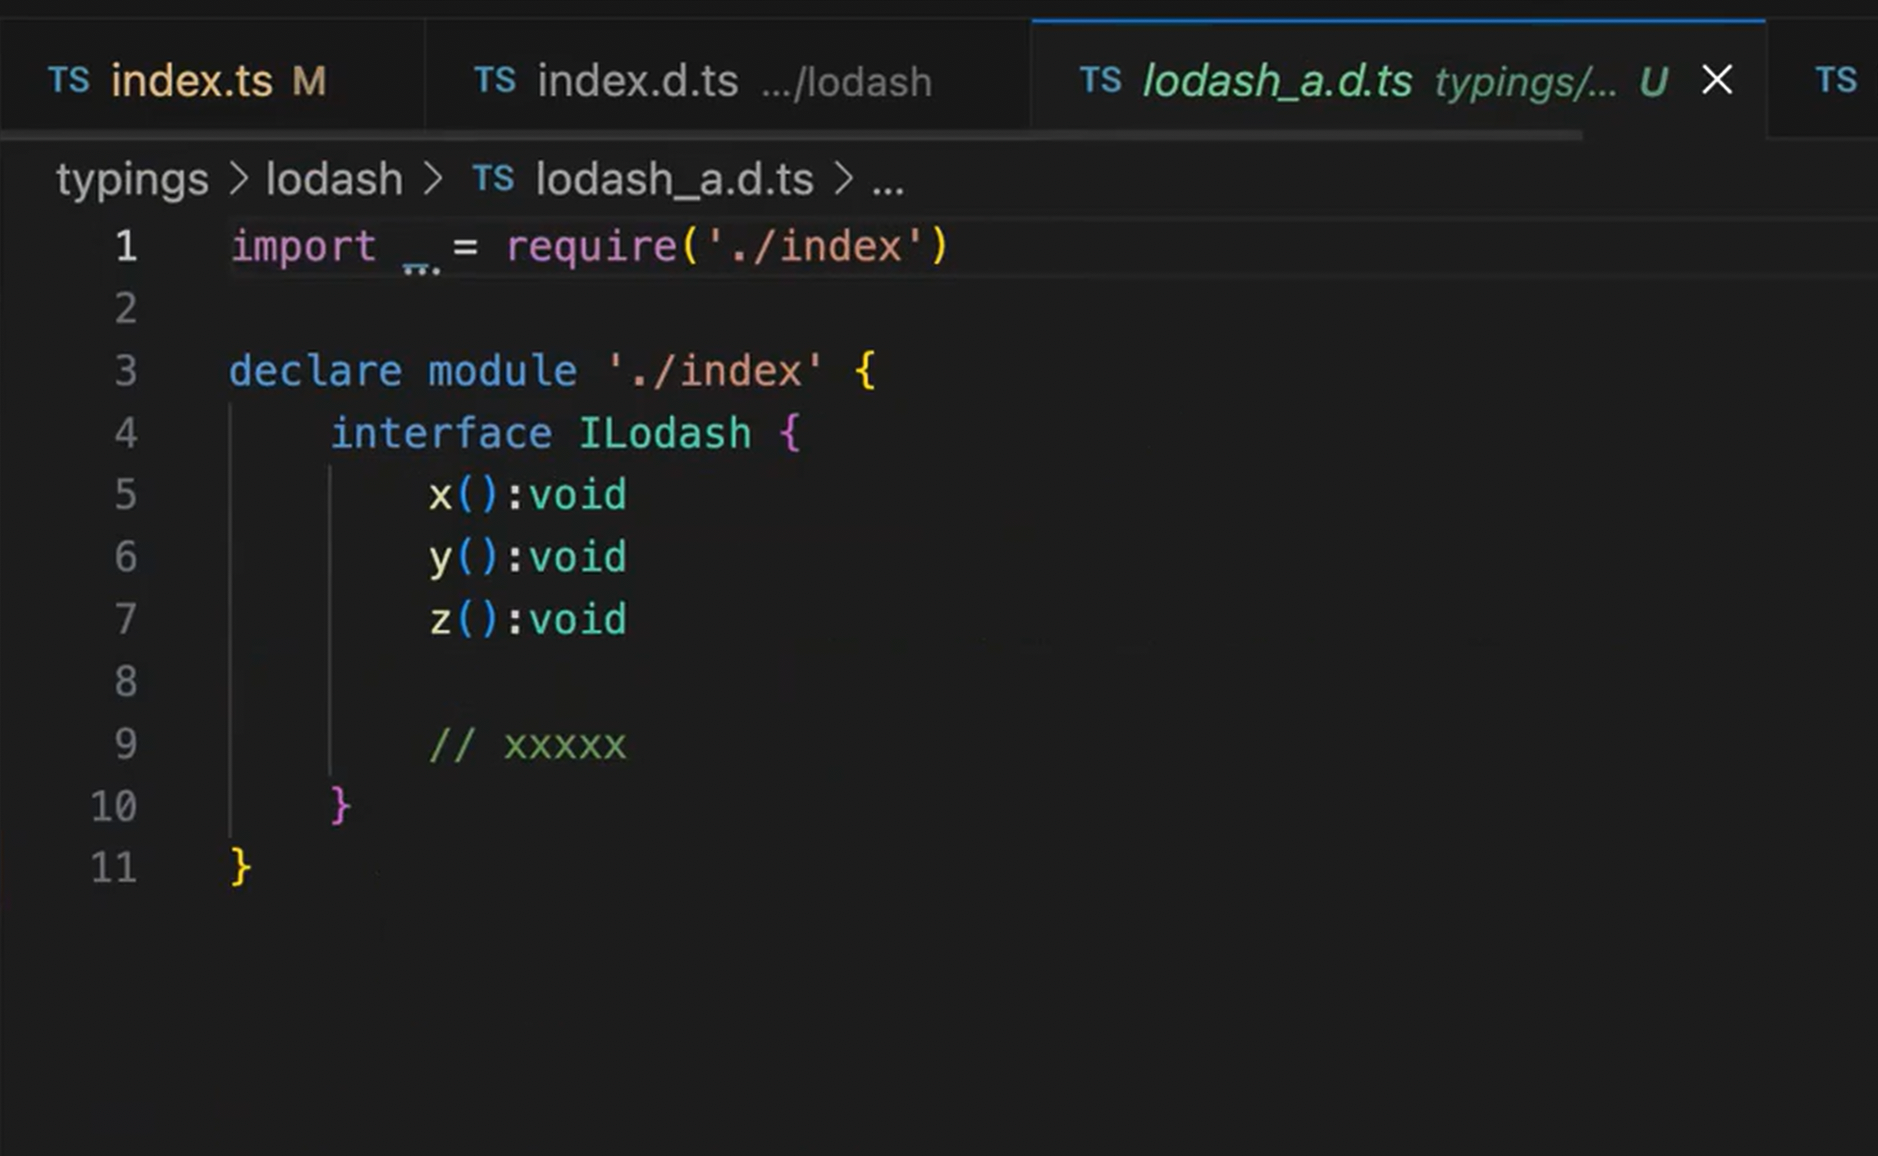 TS index.ts M TS index.d.ts .../lodash TS lodash_a.d.ts typings/... U TS
typings > lodash > TS lodash_a.d.ts > ...
1 import _ = require('./index')
2
3 declare module './index' {
4 interface ILodash {
5 x():void
6 y():void
7 z():void
8
9 // xxxxx
10 }
11 }